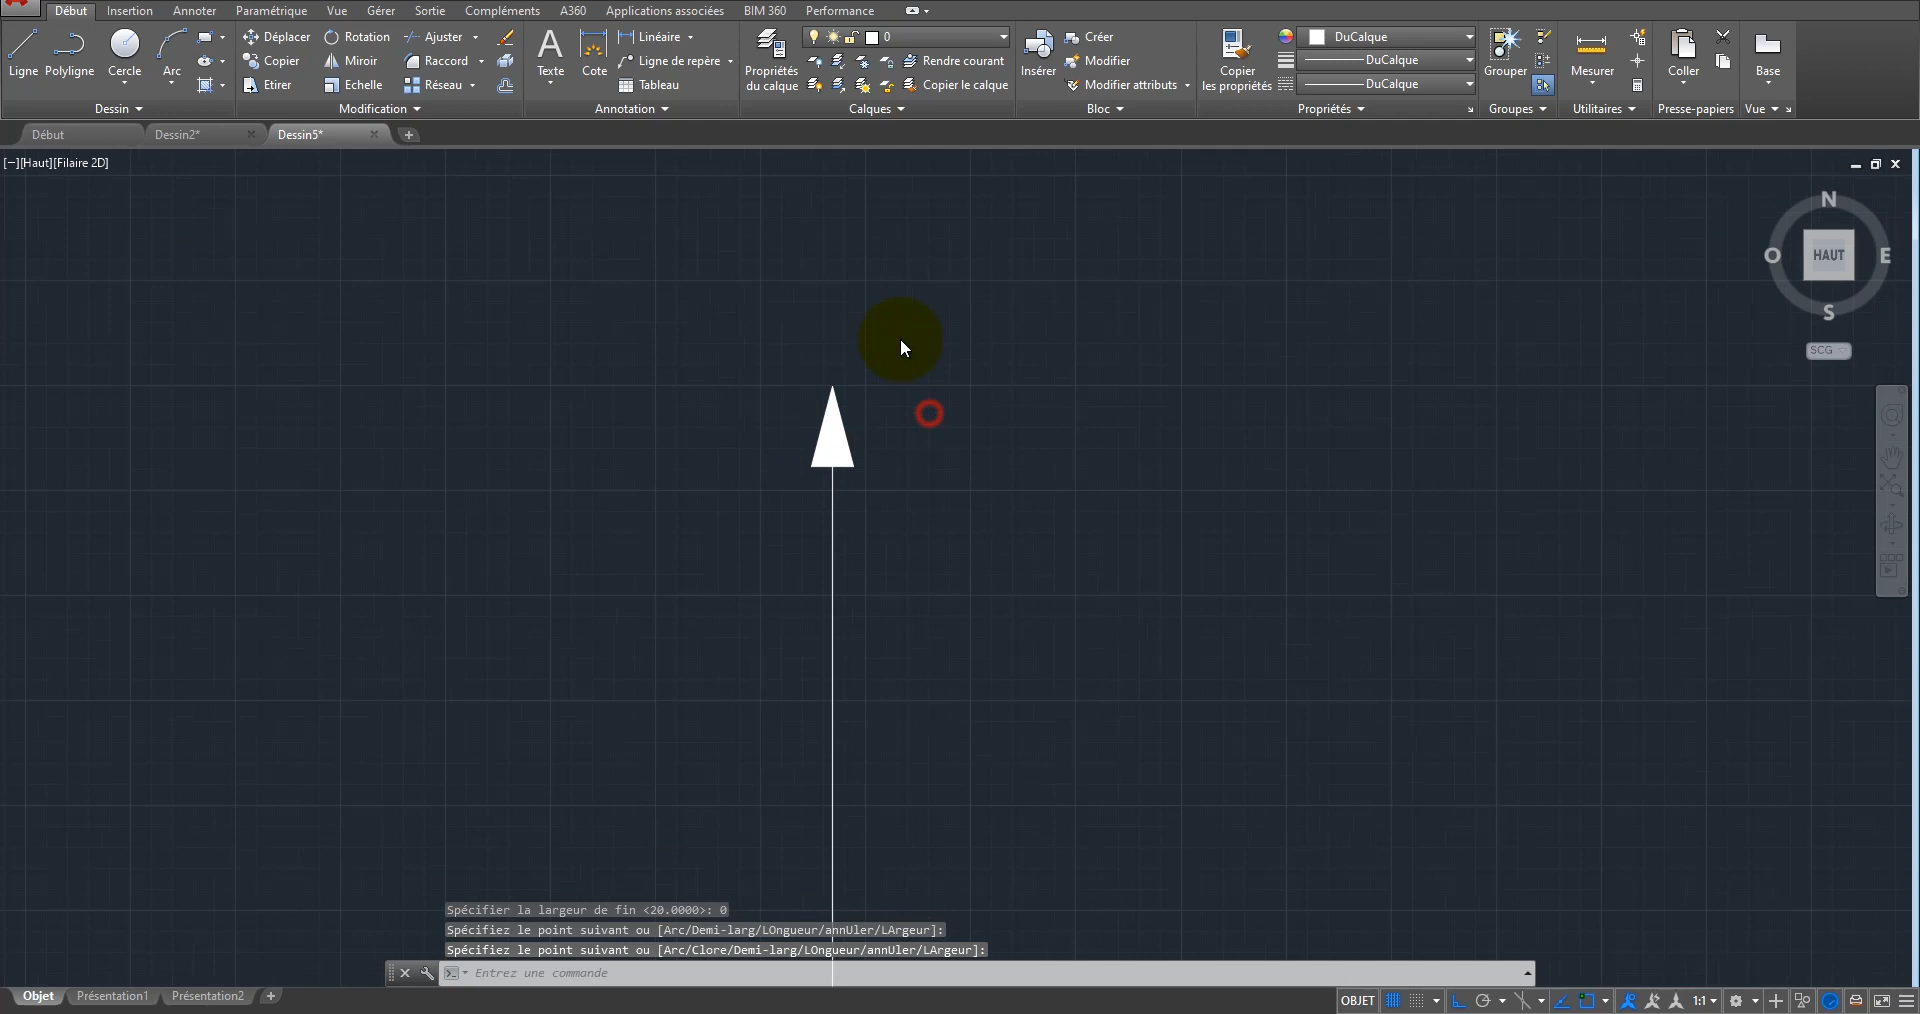 Début Insertion Annoter Paramétrique Vue Gérer Sortie Compléments A360 Applications associées BIM 360 Performance
Ligne Polyligne Cercle Arc
Déplacer Rotation Ajuster
Copier Miroir Raccord
Etirer Echelle Réseau
Texte Cote
Linéaire
Ligne de repère
Tableau
Propriétés du calque
0
Rendre courant
Copier le calque
Insérer
Créer
Modifier
Modifier attributs
Copier les propriétés
DuCalque
DuCalque
DuCalque
Grouper
Mesurer
Coller
Base
Dessin Modification Annotation Calques Bloc Propriétés Groupes Utilitaires Presse-papiers Vue
Début Dessin2* Dessin5*
[−][Haut][Filaire 2D]
N
O HAUT E
S
SCG
Spécifier la largeur de fin <20.0000>: 0
Spécifiez le point suivant ou [Arc/Demi-larg/LOngueur/annUler/LArgeur]:
Spécifiez le point suivant ou [Arc/Clore/Demi-larg/LOngueur/annUler/LArgeur]:
Entrez une commande
Objet Présentation1 Présentation2
OBJET 1:1